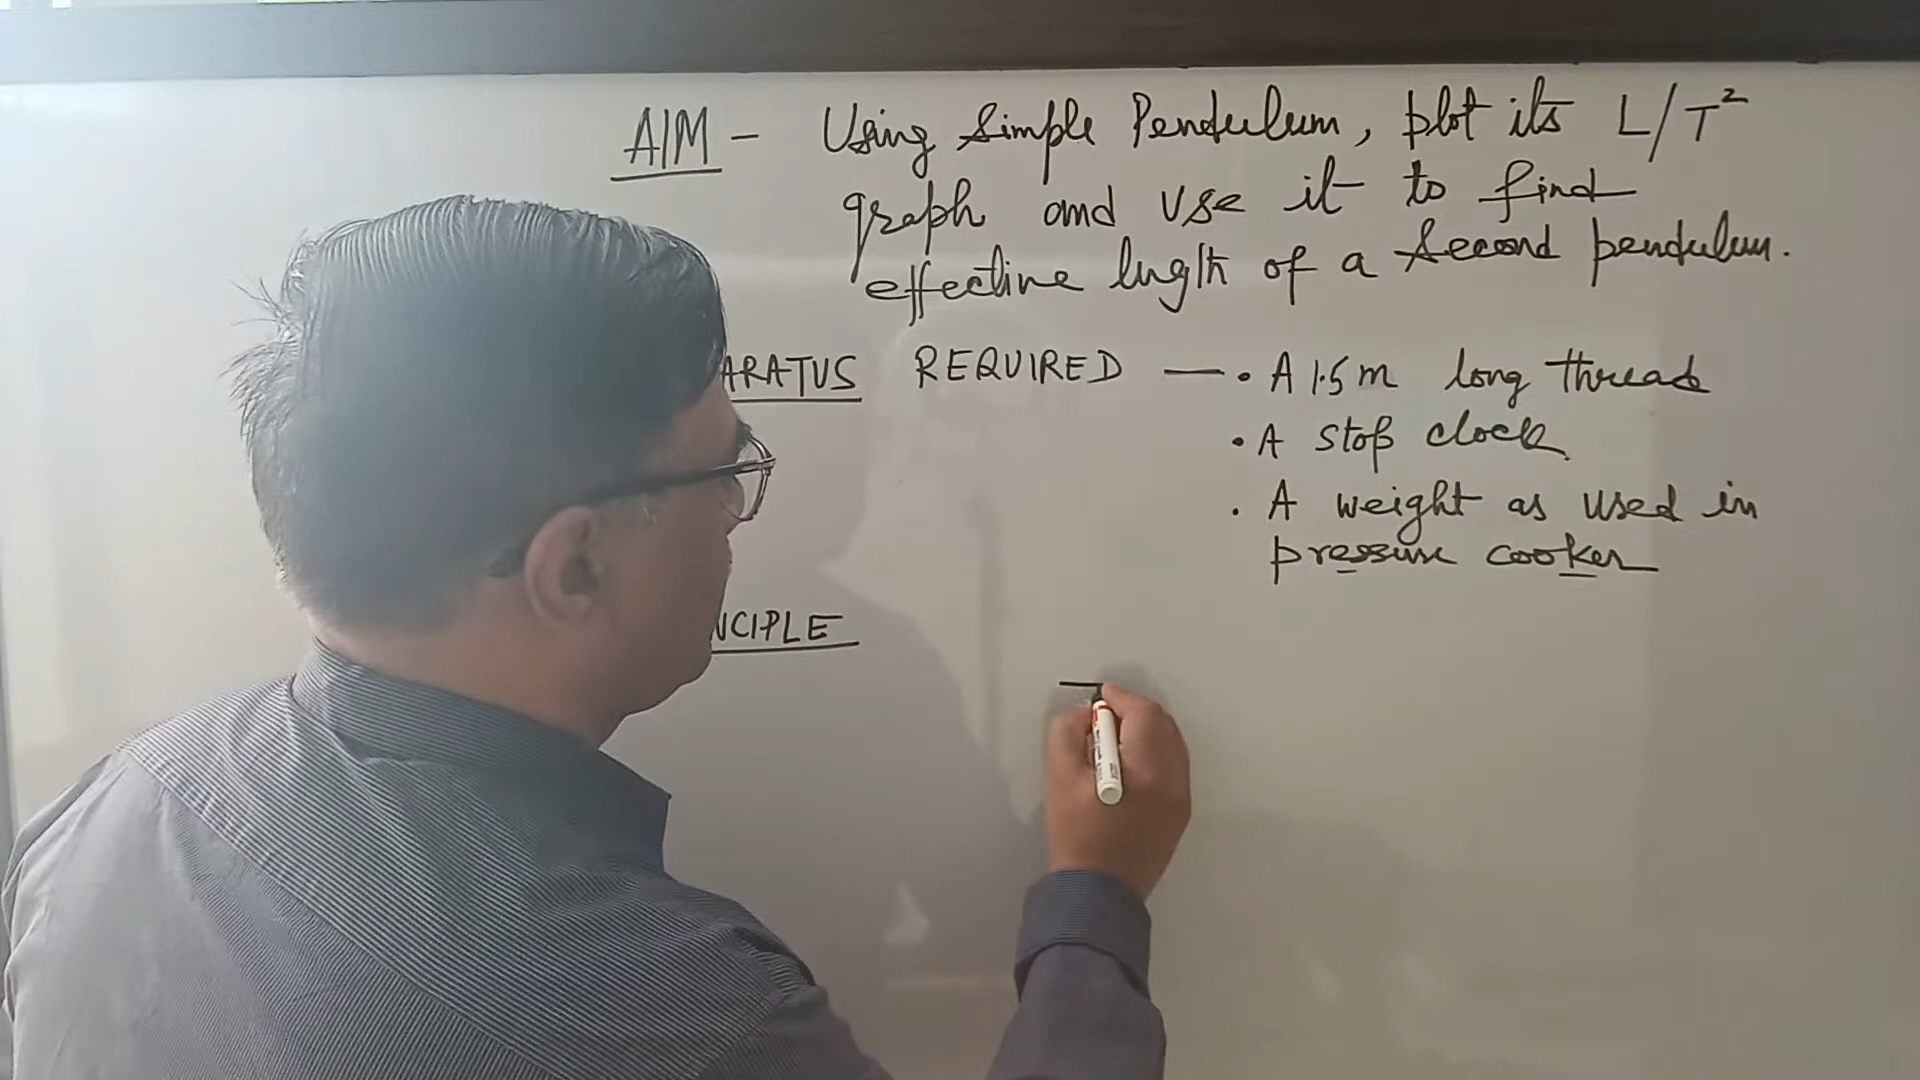 AIM - Using Simple Pendulum, plot its L/T²
graph and use it to find
effective length of a second pendulum.
ARATUS REQUIRED — • A 1.5m long thread
• A stop clock
• A weight as used in
pressure cooker
NCIPLE